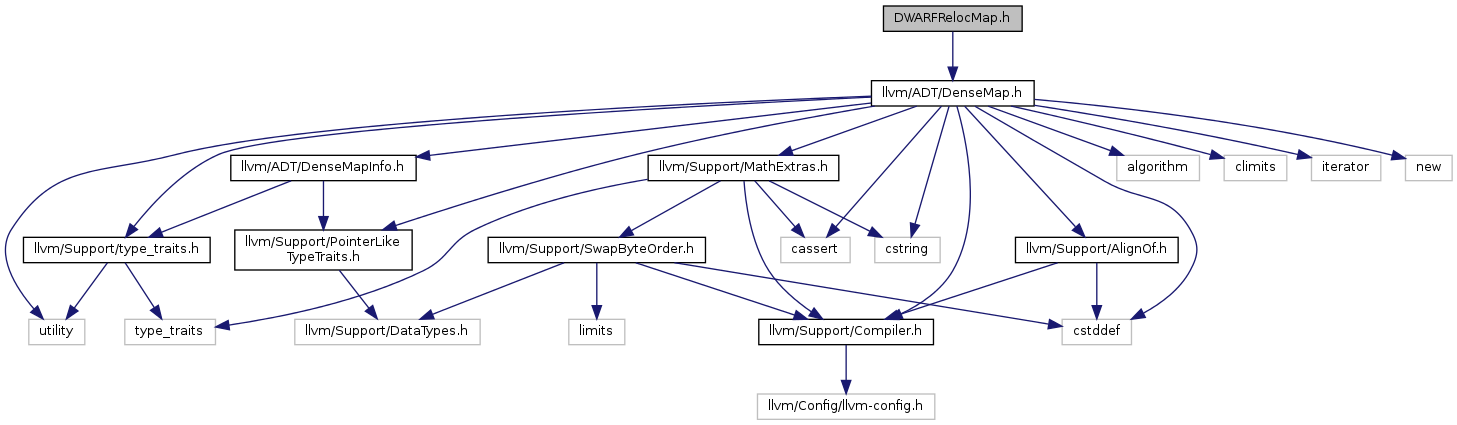 DWARFRelocMap.h
llvm/ADT/DenseMap.h
llvm/ADT/DenseMapInfo.h
llvm/Support/MathExtras.h
algorithm
climits
iterator
new
llvm/Support/type_traits.h
llvm/Support/PointerLike
TypeTraits.h
llvm/Support/SwapByteOrder.h
cassert
cstring
llvm/Support/AlignOf.h
utility
type_traits
llvm/Support/DataTypes.h
limits
llvm/Support/Compiler.h
cstddef
llvm/Config/llvm-config.h